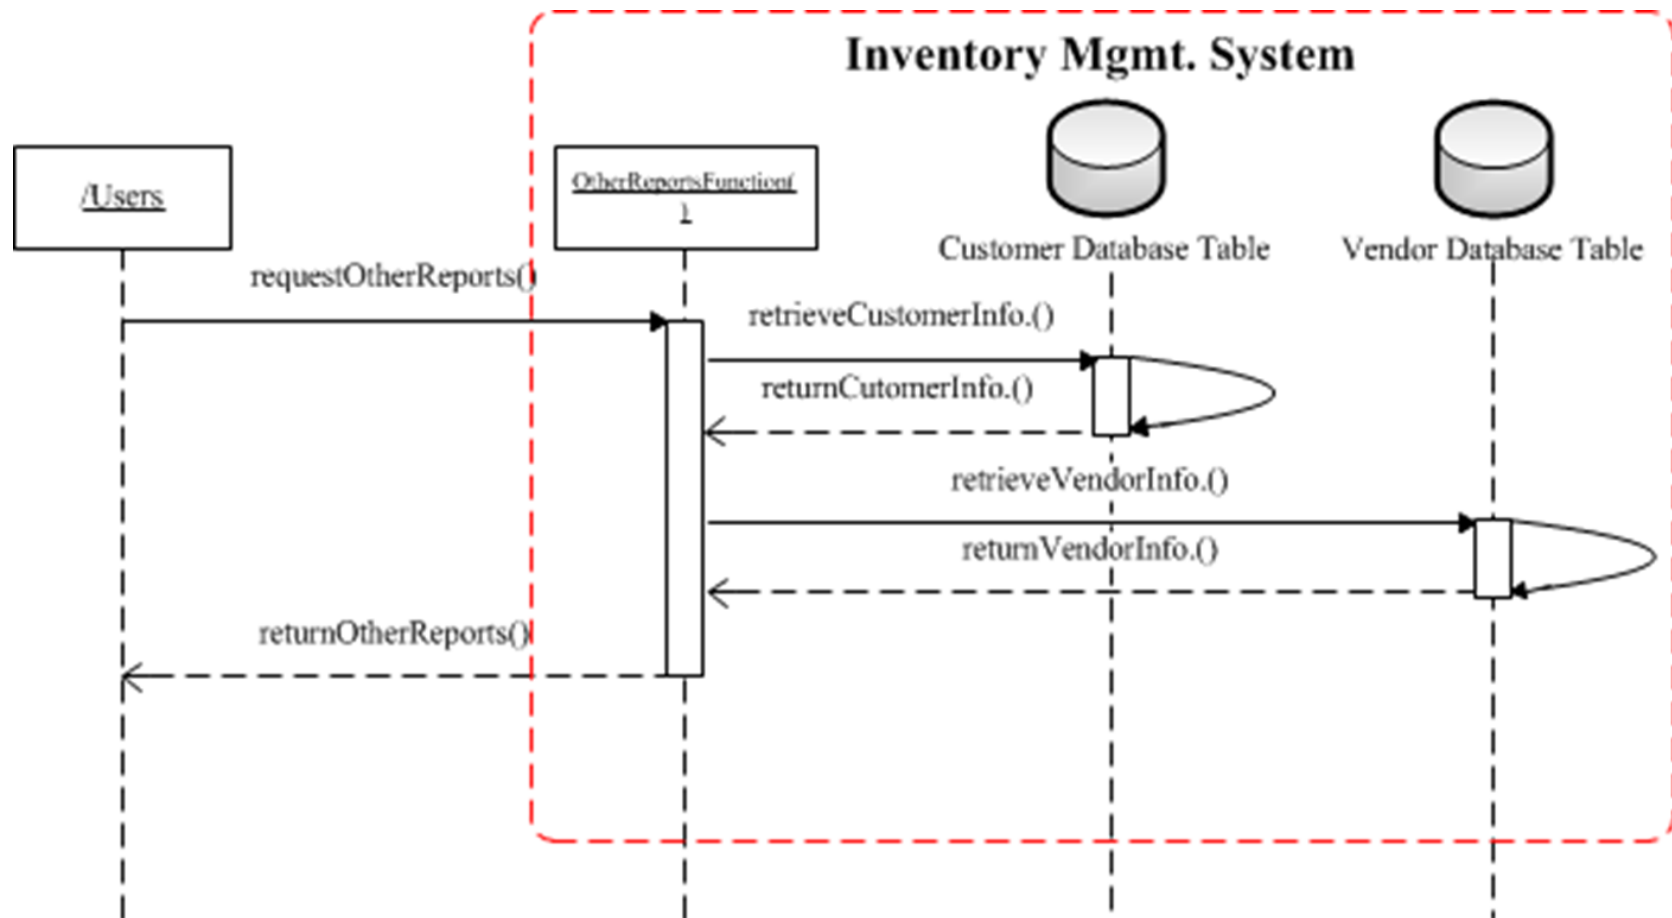 Inventory Mgmt. System
/Users
OtherReportsFunction(
)
Customer Database Table
Vendor Database Table
requestOtherReports()
retrieveCustomerInfo.()
returnCutomerInfo.()
retrieveVendorInfo.()
returnVendorInfo.()
returnOtherReports()